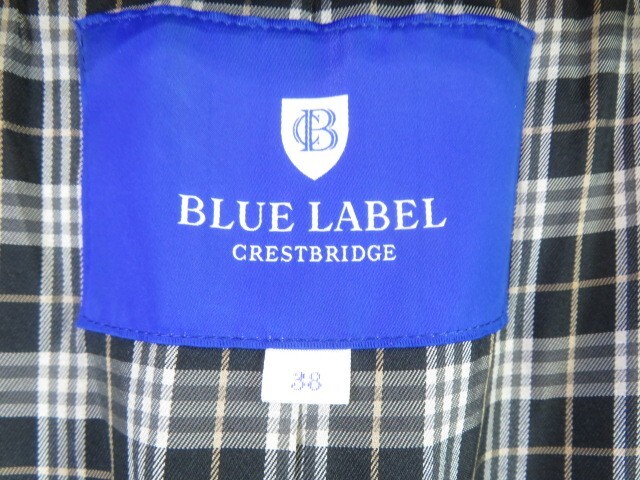 CB
BLUE LABEL
CRESTBRIDGE
38